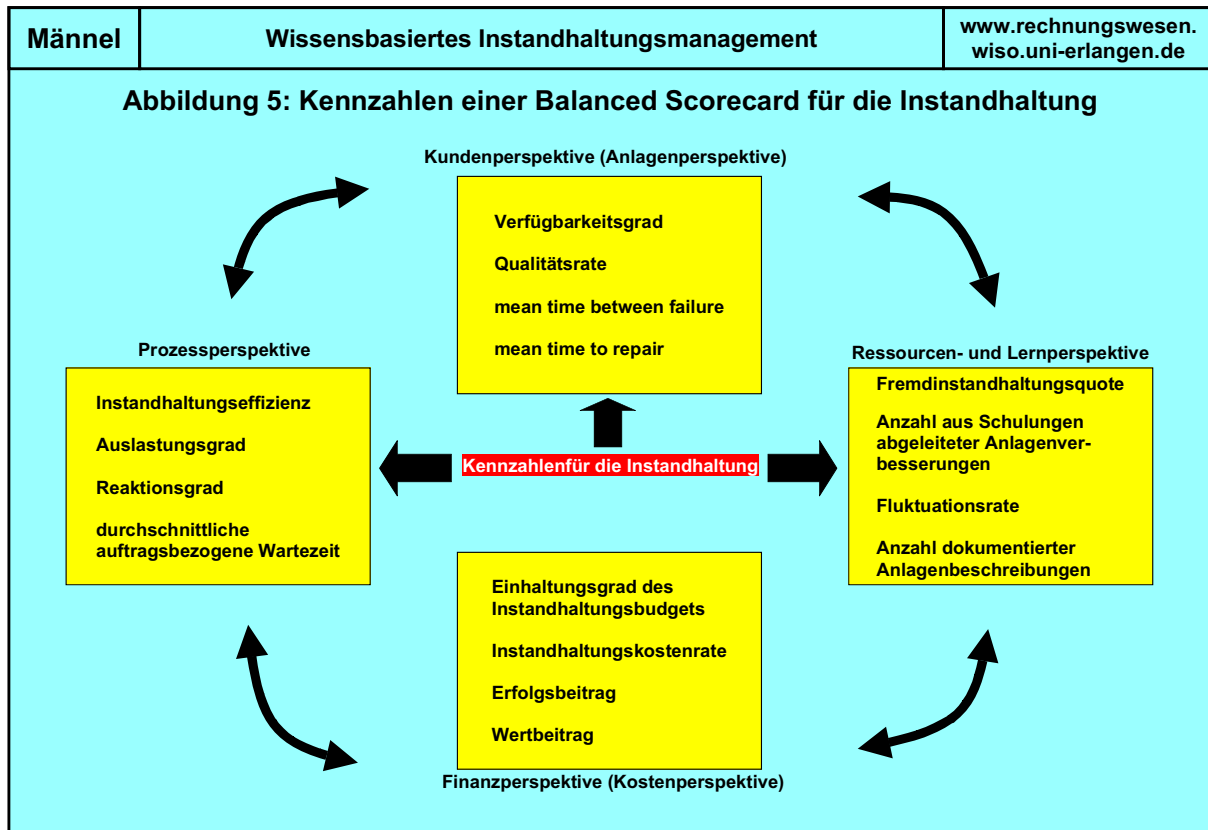 Männel
Wissensbasiertes Instandhaltungsmanagement
www.rechnungswesen.
wiso.uni-erlangen.de
Abbildung 5: Kennzahlen einer Balanced Scorecard für die Instandhaltung
Kundenperspektive (Anlagenperspektive)
Verfügbarkeitsgrad
Qualitätsrate
mean time between failure
mean time to repair
Prozessperspektive
Instandhaltungseffizienz
Auslastungsgrad
Reaktionsgrad
durchschnittliche
auftragsbezogene Wartezeit
Kennzahlenfür die Instandhaltung
Ressourcen- und Lernperspektive
Fremdinstandhaltungsquote
Anzahl aus Schulungen
abgeleiteter Anlagenver-
besserungen
Fluktuationsrate
Anzahl dokumentierter
Anlagenbeschreibungen
Einhaltungsgrad des
Instandhaltungsbudgets
Instandhaltungskostenrate
Erfolgsbeitrag
Wertbeitrag
Finanzperspektive (Kostenperspektive)